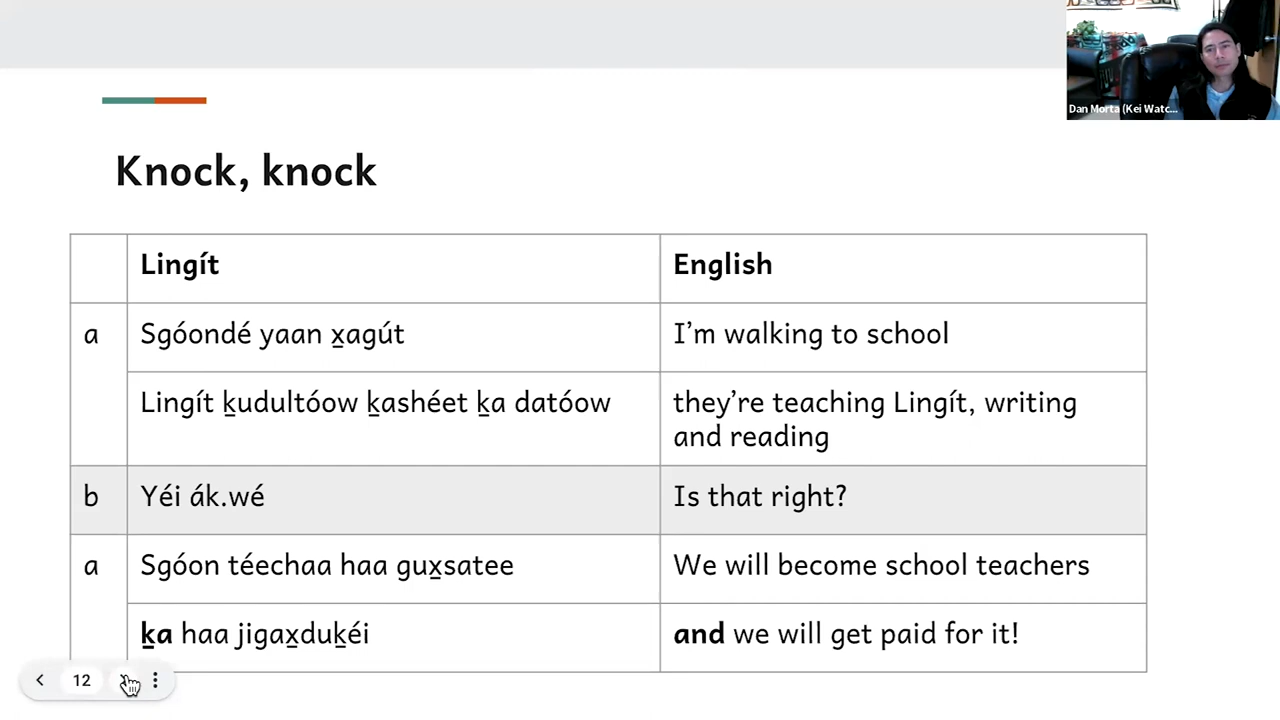 Dan Morta (Kei Watc...
Knock, knock
Lingít English
a Sgóondé yaan x̱agút I’m walking to school
Lingít ḵudultóow ḵashéet ḵa datóow they’re teaching Lingít, writing
and reading
b Yéi ák.wé Is that right?
a Sgóon téechaa haa gux̱satee We will become school teachers
ḵa haa jigax̱duḵéi and we will get paid for it!
12